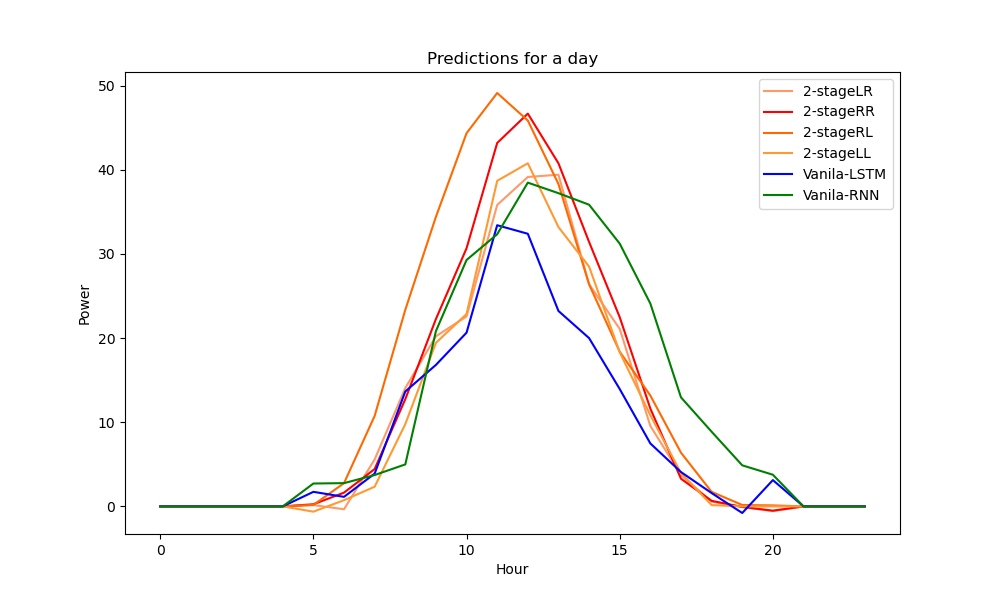 Predictions for a day
2-stageLR
2-stageRR
2-stageRL
2-stageLL
Vanila-LSTM
Vanila-RNN
50
40
30
20
10
0
Power
0 5 10 15 20
Hour